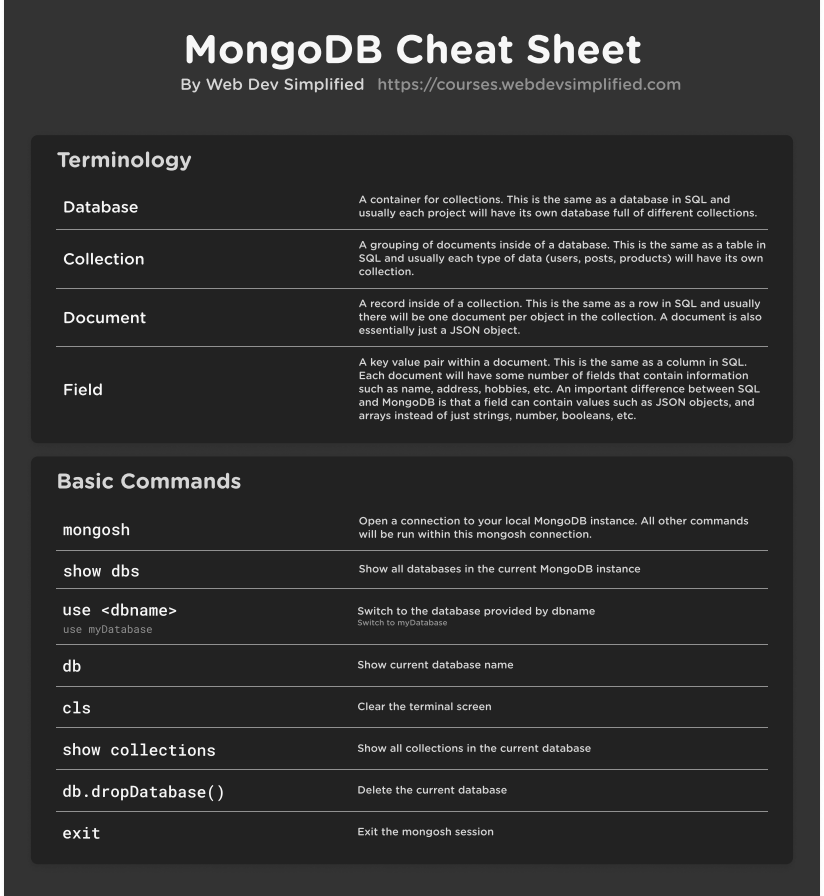 MongoDB Cheat Sheet
By Web Dev Simplified https://courses.webdevsimplified.com
Terminology
Database
A container for collections. This is the same as a database in SQL and
usually each project will have its own database full of different collections.
Collection
A grouping of documents inside of a database. This is the same as a table in
SQL and usually each type of data (users, posts, products) will have its own
collection.
Document
A record inside of a collection. This is the same as a row in SQL and usually
there will be one document per object in the collection. A document is also
essentially just a JSON object.
Field
A key value pair within a document. This is the same as a column in SQL.
Each document will have some number of fields that contain information
such as name, address, hobbies, etc. An important difference between SQL
and MongoDB is that a field can contain values such as JSON objects, and
arrays instead of just strings, number, booleans, etc.
Basic Commands
mongosh
Open a connection to your local MongoDB instance. All other commands
will be run within this mongosh connection.
show dbs
Show all databases in the current MongoDB instance
use <dbname>
use myDatabase
Switch to the database provided by dbname
Switch to myDatabase
db
Show current database name
cls
Clear the terminal screen
show collections
Show all collections in the current database
db.dropDatabase()
Delete the current database
exit
Exit the mongosh session